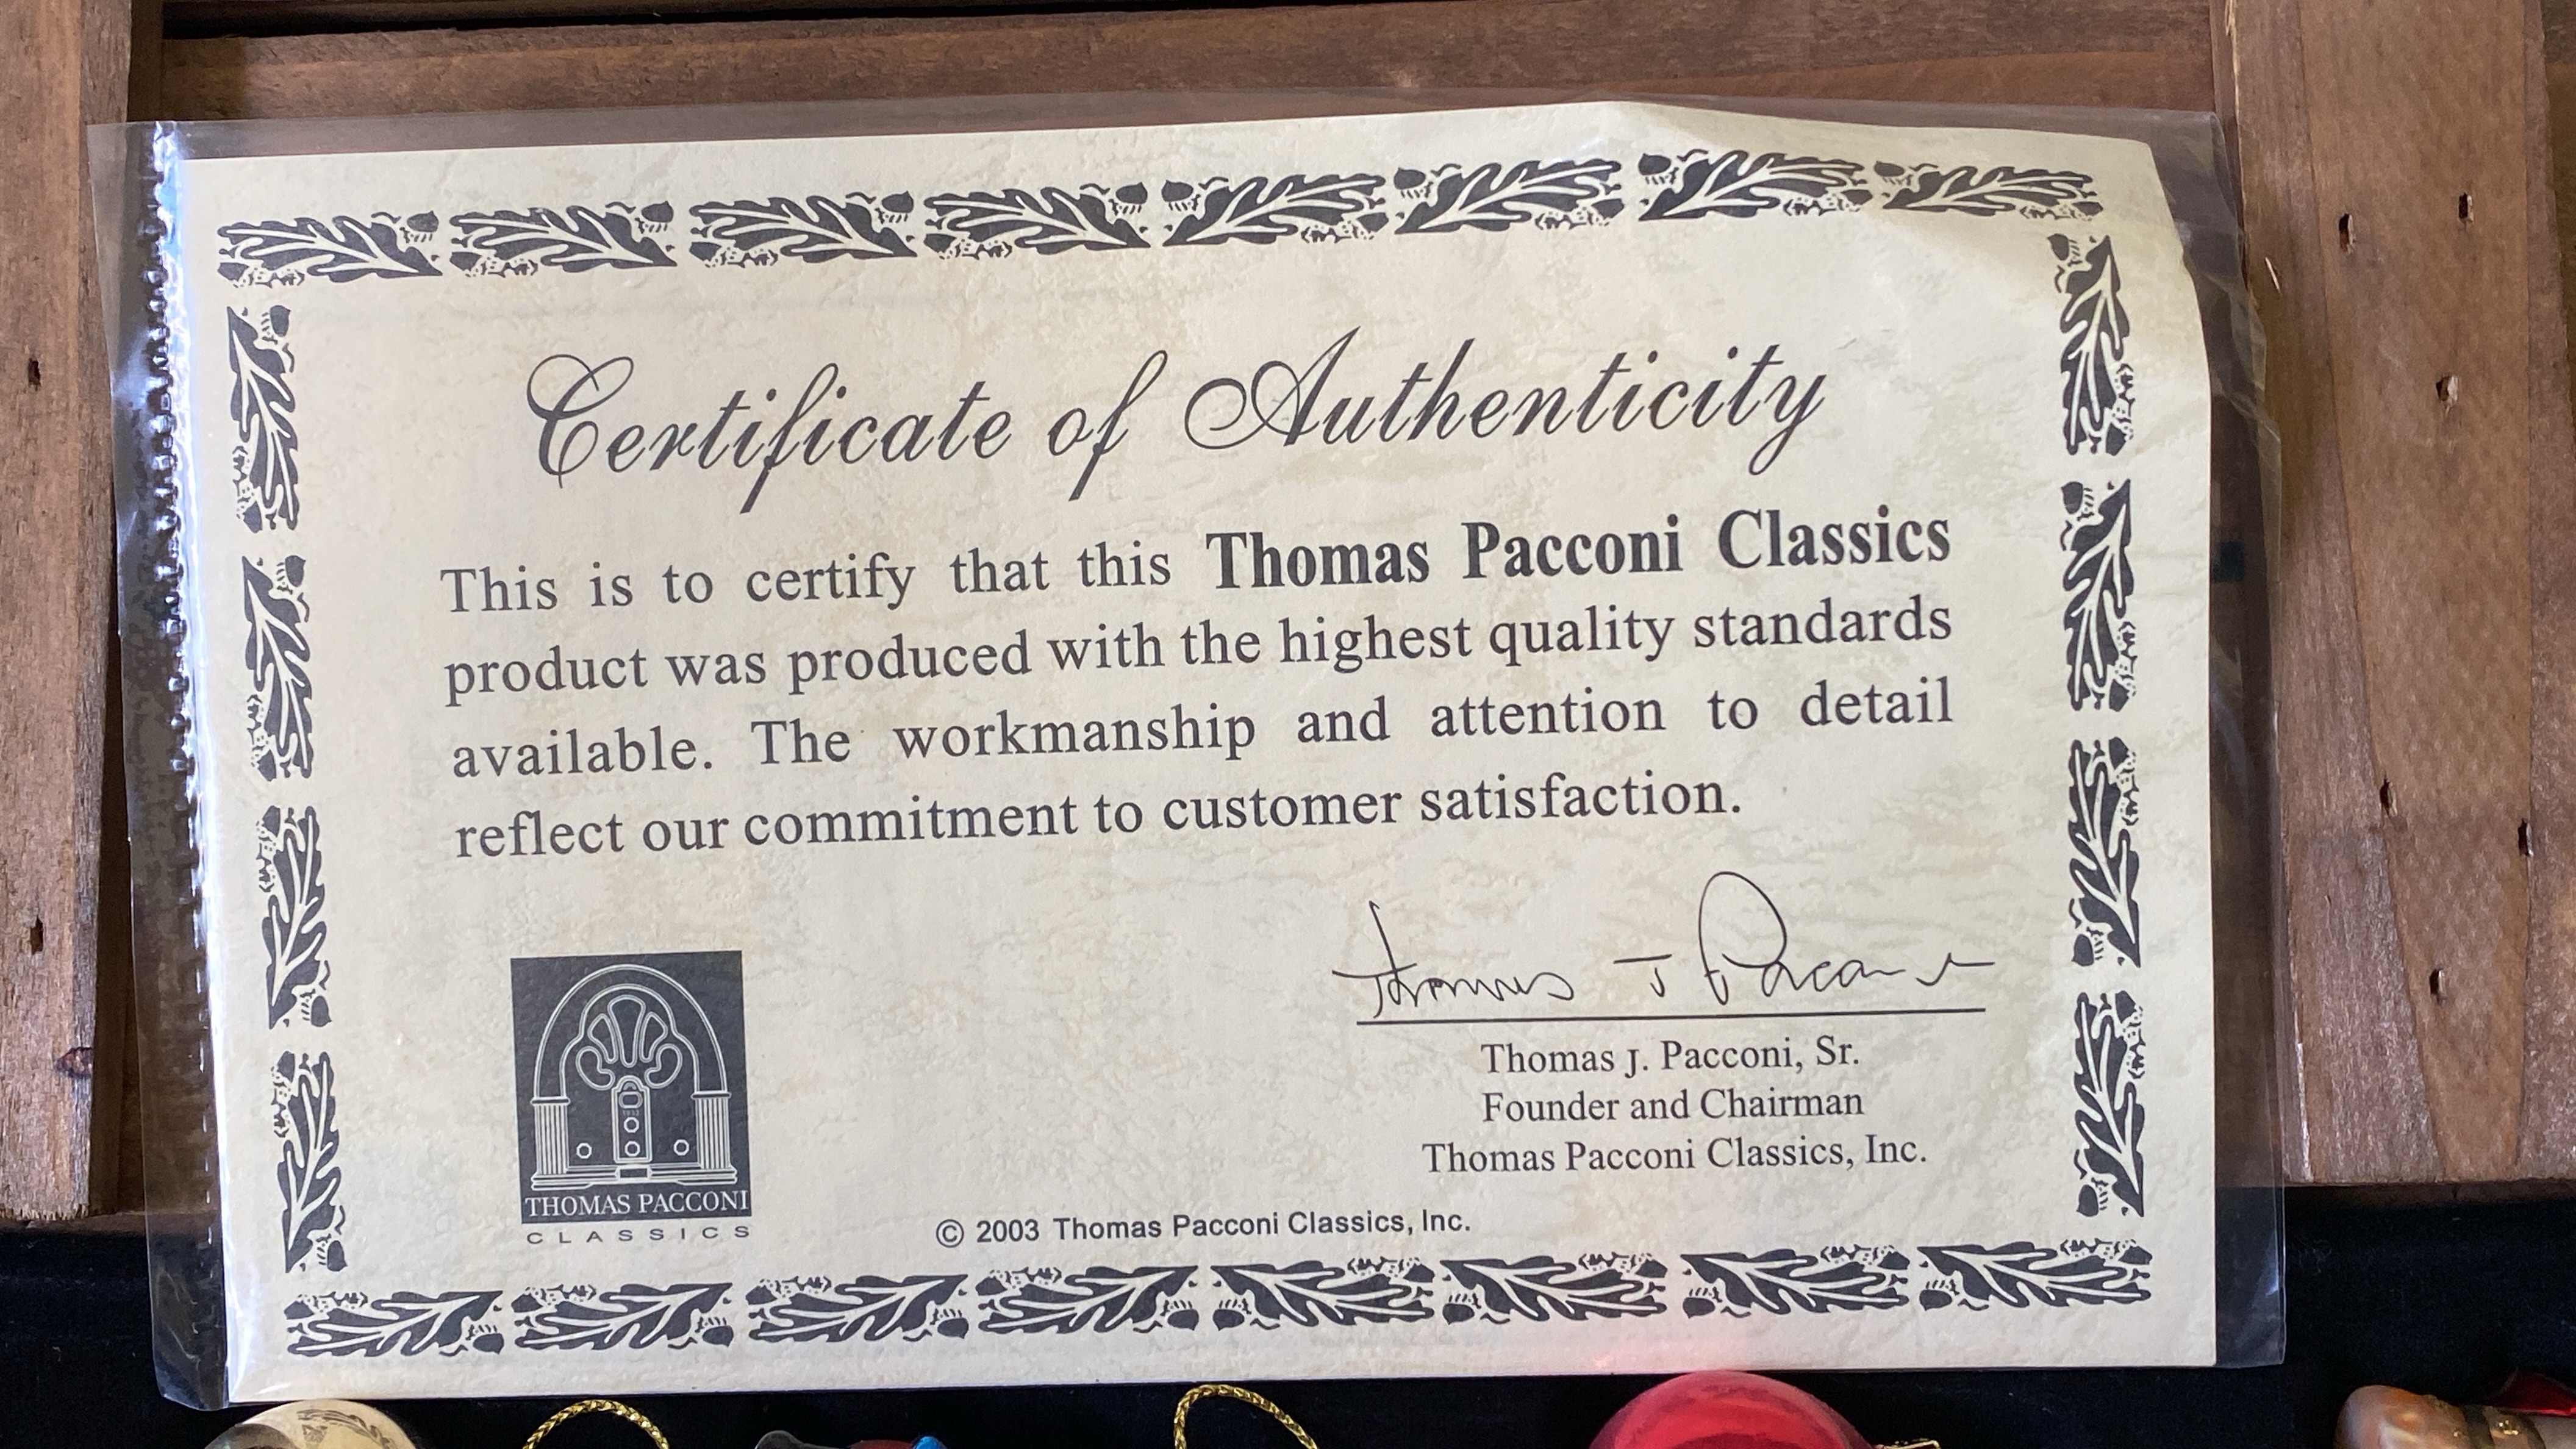 Certificate of Authenticity
This is to certify that this Thomas Pacconi Classics
product was produced with the highest quality standards
available. The workmanship and attention to detail
reflect our commitment to customer satisfaction.
Thomas J Pacconi
Thomas J. Pacconi, Sr.
Founder and Chairman
Thomas Pacconi Classics, Inc.
THOMAS PACCONI
CLASSICS
© 2003 Thomas Pacconi Classics, Inc.